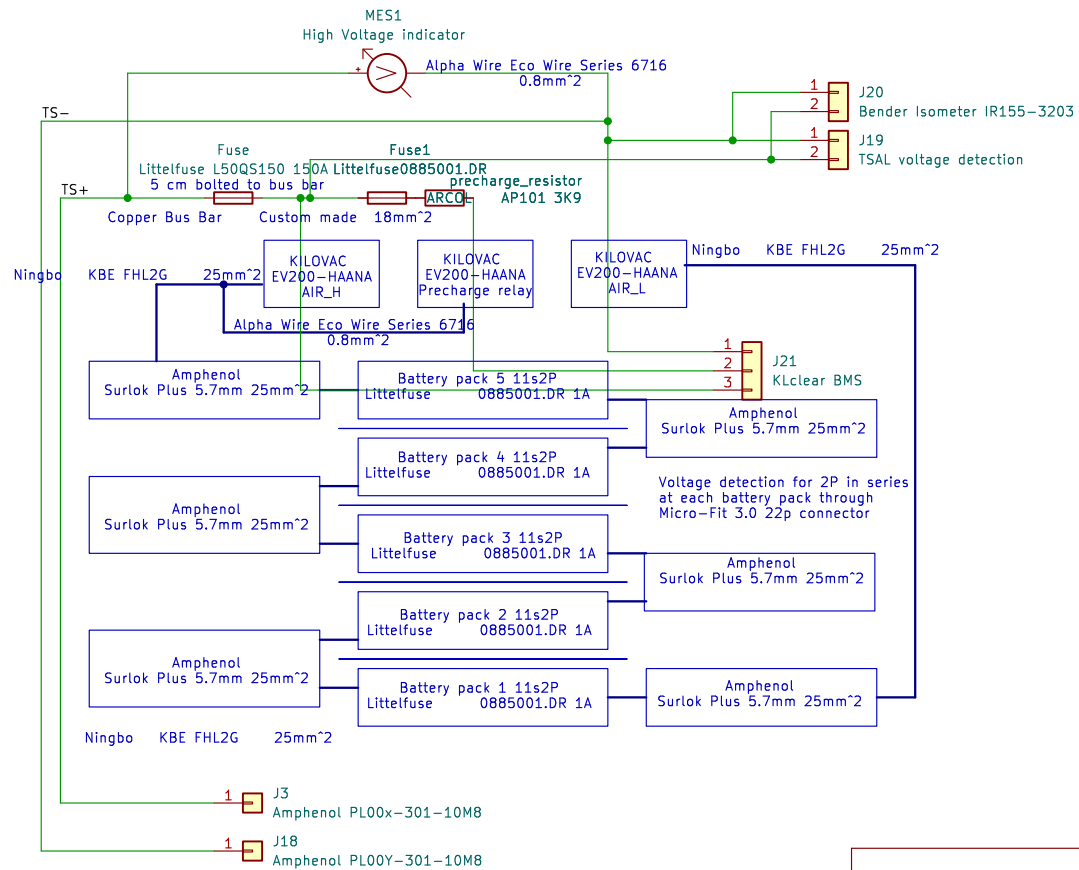 MES1
High Voltage indicator
+
V
Alpha Wire Eco Wire Series 6716
0.8mm^2
TS-
1
2
J20
Bender Isometer IR155-3203
1
2
J19
TSAL voltage detection
Fuse
Littelfuse L50QS150 150A
5 cm bolted to bus bar
Fuse1
Littelfuse0885001.DR
precharge_resistor
ARCOL AP101 3K9
TS+
Copper Bus Bar Custom made 18mm^2
Ningbo KBE FHL2G 25mm^2
KILOVAC
EV200-HAANA
AIR_H
KILOVAC
EV200-HAANA
Precharge relay
KILOVAC
EV200-HAANA
AIR_L
Ningbo KBE FHL2G 25mm^2
Alpha Wire Eco Wire Series 6716
0.8mm^2
1
2
3
J21
KLclear BMS
Amphenol
Surlok Plus 5.7mm 25mm^2
Battery pack 5 11s2P
Littelfuse 0885001.DR 1A
Amphenol
Surlok Plus 5.7mm 25mm^2
Battery pack 4 11s2P
Littelfuse 0885001.DR 1A
Voltage detection for 2P in series
at each battery pack through
Micro-Fit 3.0 22p connector
Amphenol
Surlok Plus 5.7mm 25mm^2
Battery pack 3 11s2P
Littelfuse 0885001.DR 1A
Amphenol
Surlok Plus 5.7mm 25mm^2
Battery pack 2 11s2P
Littelfuse 0885001.DR 1A
Amphenol
Surlok Plus 5.7mm 25mm^2
Battery pack 1 11s2P
Littelfuse 0885001.DR 1A
Amphenol
Surlok Plus 5.7mm 25mm^2
Ningbo KBE FHL2G 25mm^2
1
J3
Amphenol PL00x-301-10M8
1
J18
Amphenol PL00Y-301-10M8